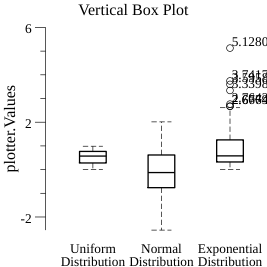 Vertical Box Plot
6
5.1280
2
-2
plotter.Values
Uniform Distribution
Normal Distribution
Exponential Distribution